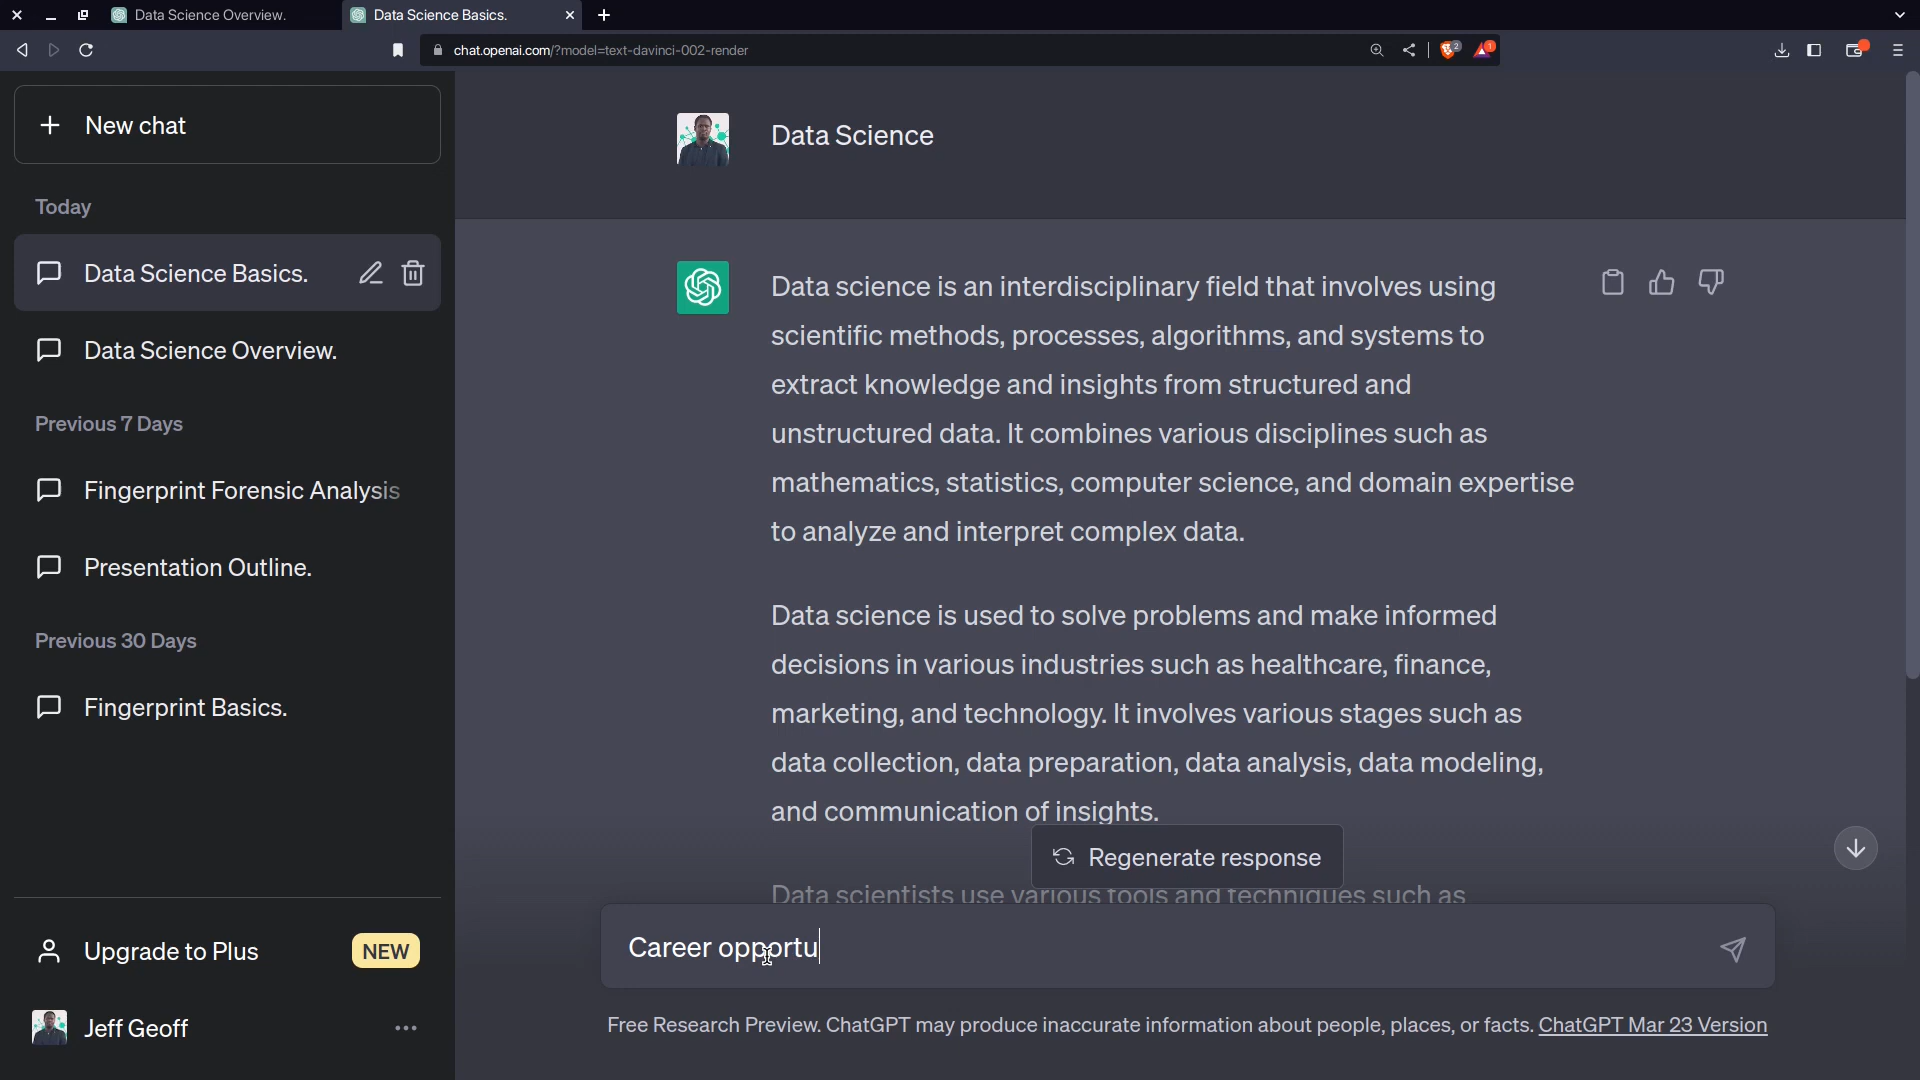 Data Science Overview.
Data Science Basics.
chat.openai.com/?model=text-davinci-002-render
2
1
New chat
Today
Data Science Basics.
Data Science Overview.
Previous 7 Days
Fingerprint Forensic Analysis
Presentation Outline.
Previous 30 Days
Fingerprint Basics.
Upgrade to Plus
NEW
Jeff Geoff
Data Science
Data science is an interdisciplinary field that involves using
scientific methods, processes, algorithms, and systems to
extract knowledge and insights from structured and
unstructured data. It combines various disciplines such as
mathematics, statistics, computer science, and domain expertise
to analyze and interpret complex data.
Data science is used to solve problems and make informed
decisions in various industries such as healthcare, finance,
marketing, and technology. It involves various stages such as
data collection, data preparation, data analysis, data modeling,
and communication of insights.
Regenerate response
Data scientists use various tools and techniques such as
Career opportu
Free Research Preview. ChatGPT may produce inaccurate information about people, places, or facts. ChatGPT Mar 23 Version